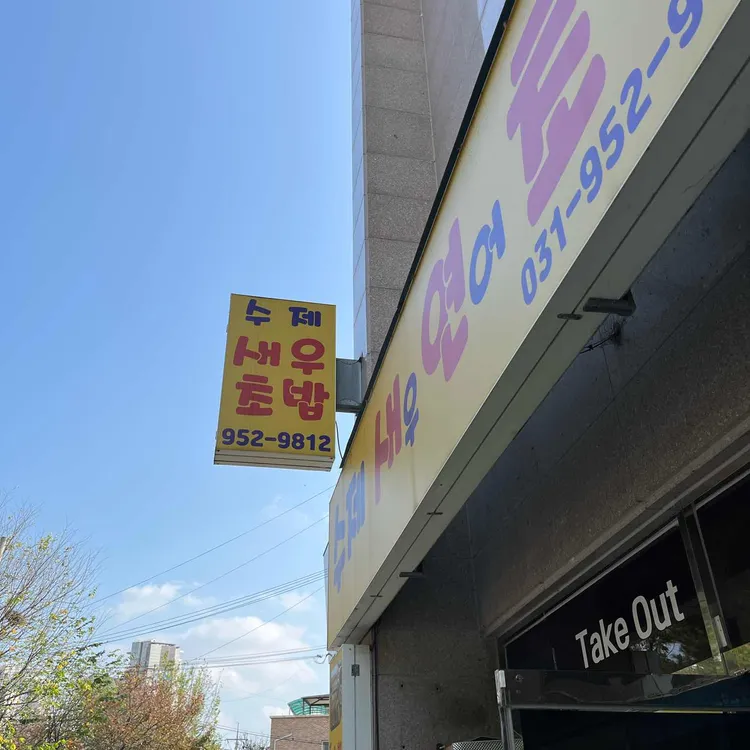 수제
새우
초밥
952-9812
수제 새우 연어 초
031-952-9
Take Out